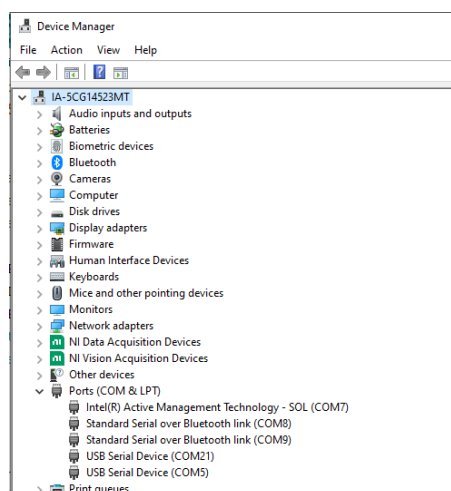 Device Manager
File Action View Help
IA-5CG14523MT
Audio inputs and outputs
Batteries
Biometric devices
Bluetooth
Cameras
Computer
Disk drives
Display adapters
Firmware
Human Interface Devices
Keyboards
Mice and other pointing devices
Monitors
Network adapters
NI Data Acquisition Devices
NI Vision Acquisition Devices
Other devices
Ports (COM & LPT)
Intel(R) Active Management Technology - SOL (COM7)
Standard Serial over Bluetooth link (COM8)
Standard Serial over Bluetooth link (COM9)
USB Serial Device (COM21)
USB Serial Device (COM5)
Print queues